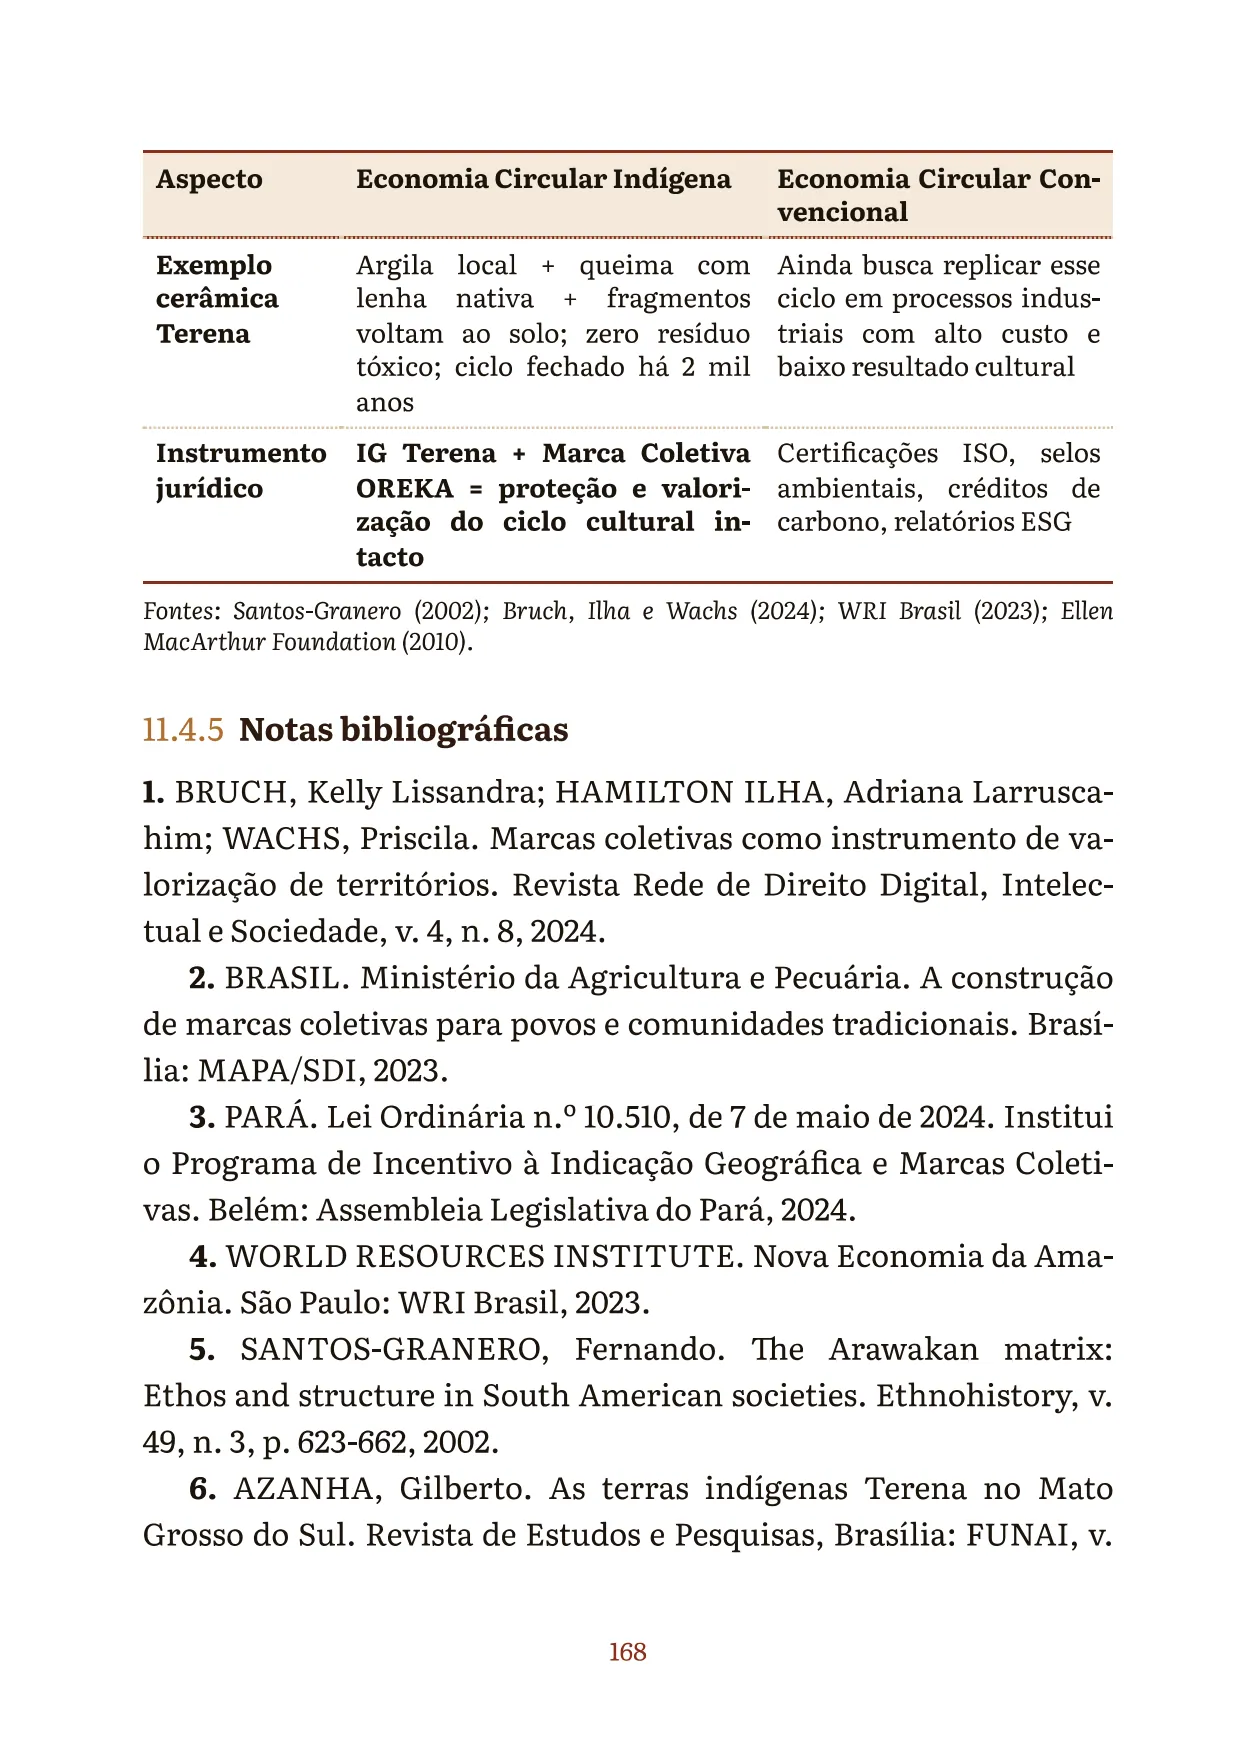 Aspecto
Economia Circular Indígena
Economia Circular Con-
vencional
Exemplo
cerâmica
Terena
Argila local + queima com
lenha nativa + fragmentos
voltam ao solo; zero resíduo
tóxico; ciclo fechado há 2 mil
anos
Ainda busca replicar esse
ciclo em processos indus-
triais com alto custo e
baixo resultado cultural
Instrumento
jurídico
IG Terena + Marca Coletiva
OREKA = proteção e valori-
zação do ciclo cultural in-
tacto
Certificações ISO, selos
ambientais, créditos de
carbono, relatórios ESG
Fontes: Santos-Granero (2002); Bruch, Ilha e Wachs (2024); WRI Brasil (2023); Ellen
MacArthur Foundation (2010).
11.4.5 Notas bibliográficas
1. BRUCH, Kelly Lissandra; HAMILTON ILHA, Adriana Larrusca-
him; WACHS, Priscila. Marcas coletivas como instrumento de va-
lorização de territórios. Revista Rede de Direito Digital, Intelec-
tual e Sociedade, v. 4, n. 8, 2024.
2. BRASIL. Ministério da Agricultura e Pecuária. A construção
de marcas coletivas para povos e comunidades tradicionais. Brasí-
lia: MAPA/SDI, 2023.
3. PARÁ. Lei Ordinária n.º 10.510, de 7 de maio de 2024. Institui
o Programa de Incentivo à Indicação Geográfica e Marcas Coleti-
vas. Belém: Assembleia Legislativa do Pará, 2024.
4. WORLD RESOURCES INSTITUTE. Nova Economia da Ama-
zônia. São Paulo: WRI Brasil, 2023.
5. SANTOS-GRANERO, Fernando. The Arawakan matrix:
Ethos and structure in South American societies. Ethnohistory, v.
49, n. 3, p. 623-662, 2002.
6. AZANHA, Gilberto. As terras indígenas Terena no Mato
Grosso do Sul. Revista de Estudos e Pesquisas, Brasília: FUNAI, v.
168